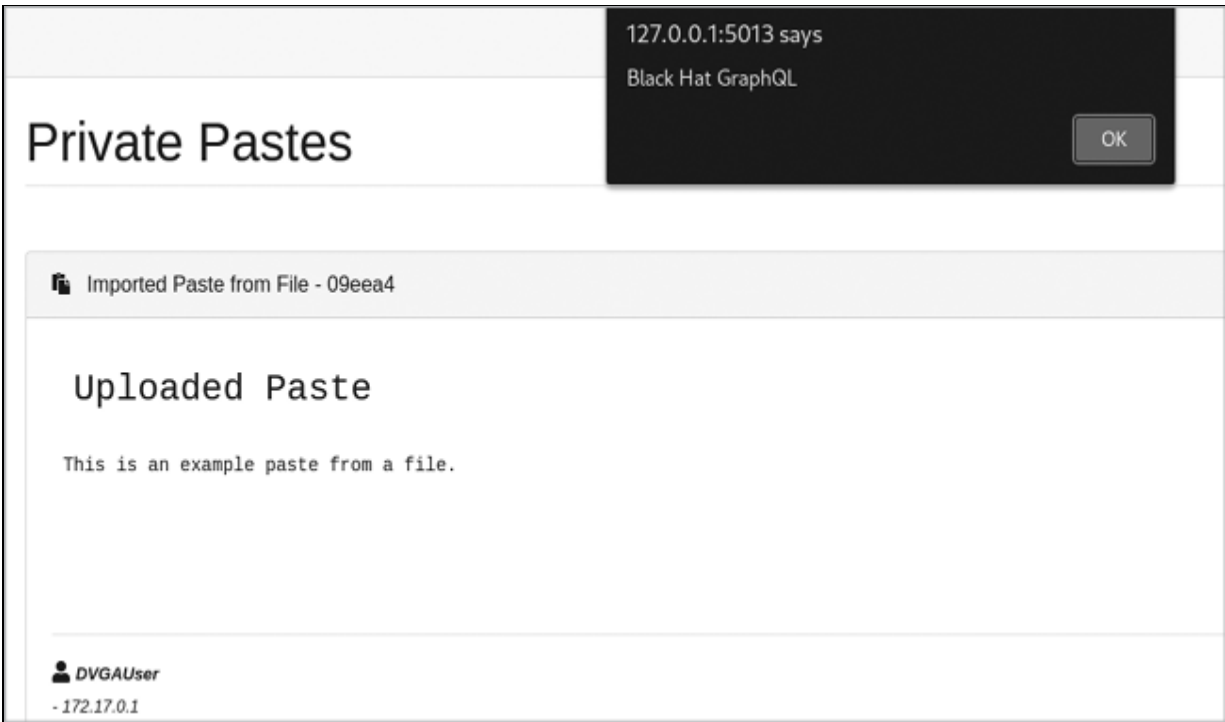 127.0.0.1:5013 says
Black Hat GraphQL
OK
Private Pastes
Imported Paste from File - 09eea4
Uploaded Paste
This is an example paste from a file.
DVGAUser
- 172.17.0.1